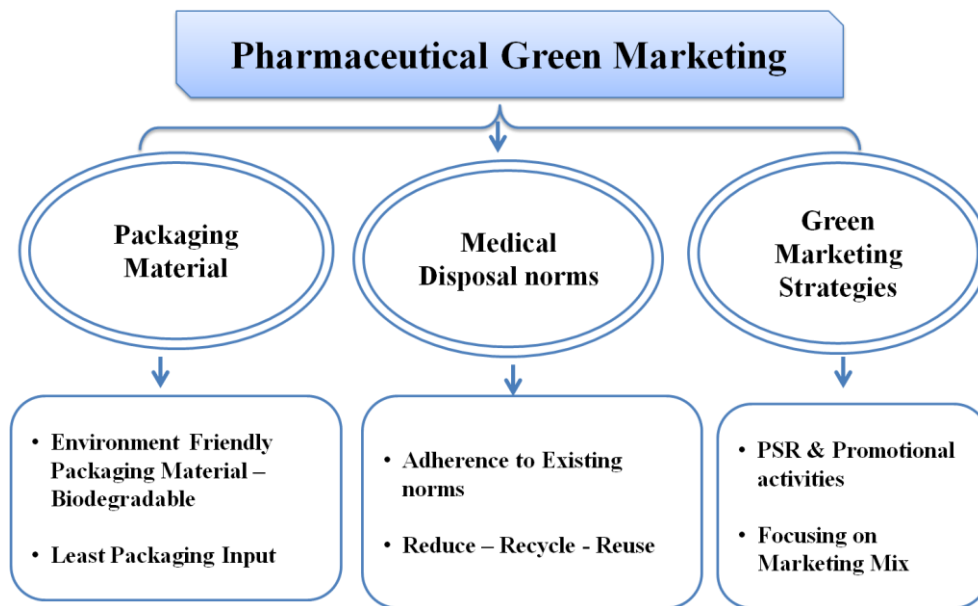 Pharmaceutical Green Marketing
Packaging
Material
Medical
Disposal norms
Green
Marketing
Strategies
• Environment Friendly
Packaging Material –
Biodegradable
• Least Packaging Input
• Adherence to Existing
norms
• Reduce – Recycle - Reuse
• PSR & Promotional
activities
• Focusing on
Marketing Mix